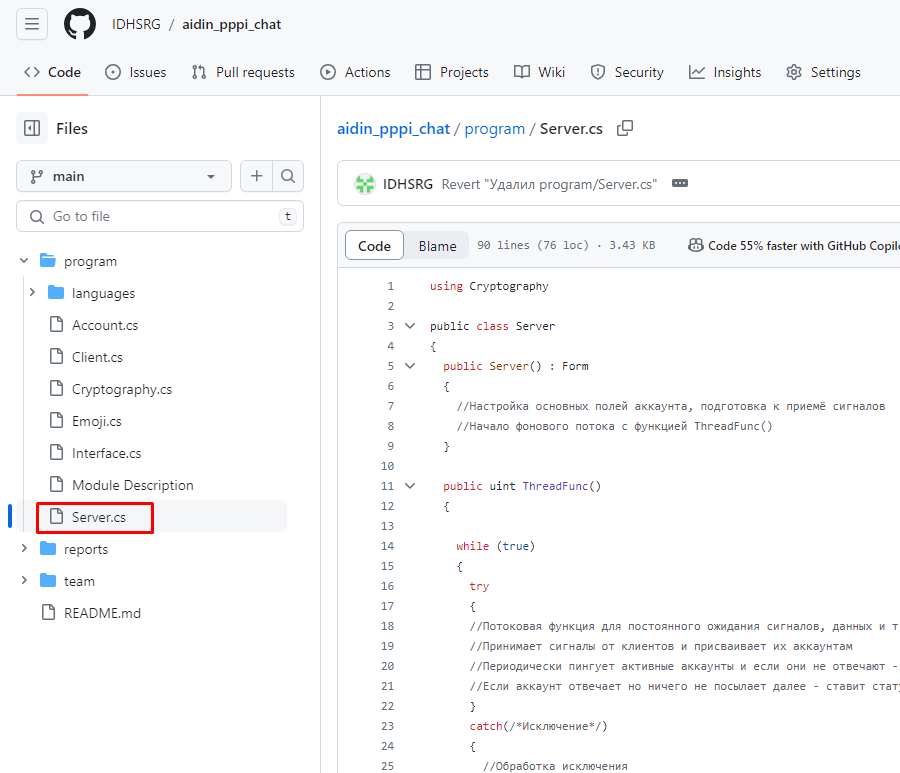 IDHSRG / aidin_pppi_chat
Code Issues Pull requests Actions Projects Wiki Security Insights Settings
Files
main
Go to file t
program
languages
Account.cs
Client.cs
Cryptography.cs
Emoji.cs
Interface.cs
Module Description
Server.cs
reports
team
README.md
aidin_pppi_chat / program / Server.cs
IDHSRG Revert "Удалил program/Server.cs"
Code Blame 90 lines (76 loc) · 3.43 KB Code 55% faster with GitHub Copilo
1 using Cryptography
2
3 public class Server
4 {
5 public Server() : Form
6 {
7 //Настройка основных полей аккаунта, подготовка к приемё сигналов
8 //Начало фонового потока с функцией ThreadFunc()
9 }
10
11 public uint ThreadFunc()
12 {
13
14 while (true)
15 {
16 try
17 {
18 //Потоковая функция для постоянного ожидания сигналов, данных и т
19 //Принимает сигналы от клиентов и присваивает их аккаунтам
20 //Периодически пингует активные аккаунты и если они не отвечают -
21 //Если аккаунт отвечает но ничего не посылает далее - ставит стату
22 }
23 catch(/*Исключение*/)
24 {
25 //Обработка исключения